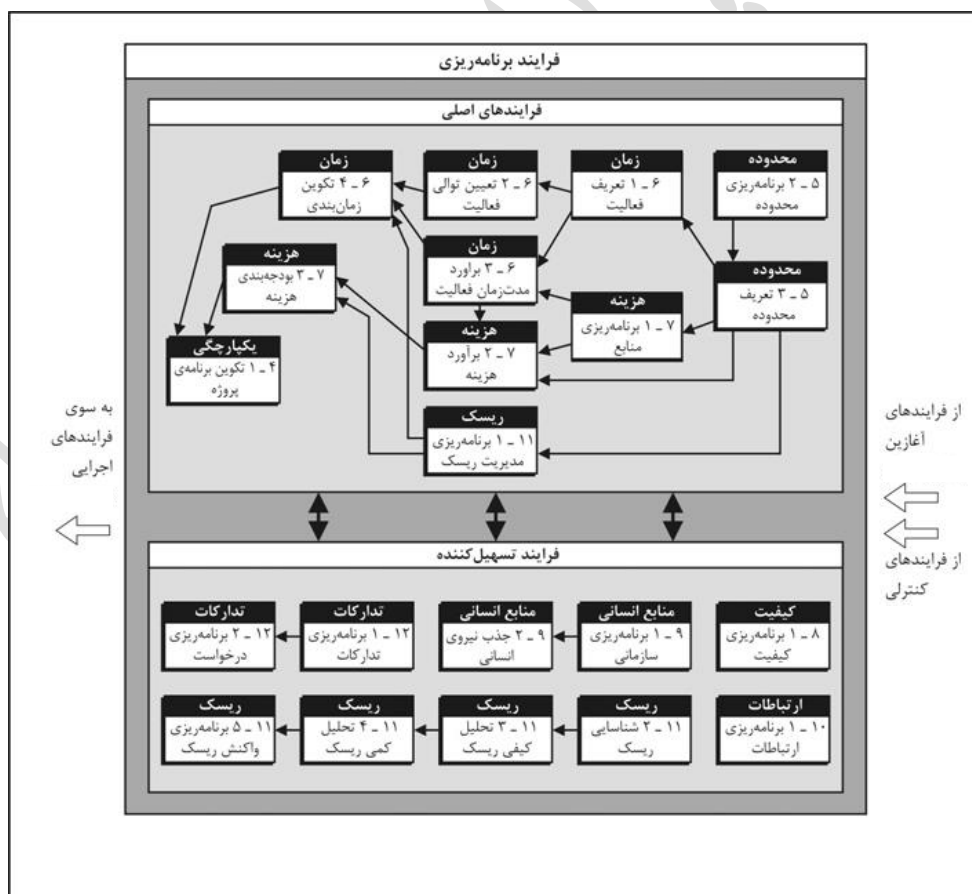 فرایند برنامه‌ریزی
فرایندهای اصلی
محدوده
۵ ـ ۲ برنامه‌ریزی
محدوده
زمان
۶ ـ ۱ تعریف
فعالیت
زمان
۶ ـ ۲ تعیین توالی
فعالیت
زمان
۶ ـ ۴ تکوین
زمان‌بندی
محدوده
۵ ـ ۳ تعریف
محدوده
زمان
۶ ـ ۳ براورد
مدت‌زمان فعالیت
هزینه
۷ ـ ۳ بودجه‌بندی
هزینه
هزینه
۷ ـ ۱ برنامه‌ریزی
منابع
هزینه
۷ ـ ۲ برآورد
هزینه
یکپارچگی
۴ ـ ۱ تکوین برنامه‌ی
پروژه
ریسک
۱۱ ـ ۱ برنامه‌ریزی
مدیریت ریسک
از فرایندهای
آغازین
از فرایندهای
کنترلی
به سوی
فرایندهای
اجرایی
فرایند تسهیل‌کننده
کیفیت
۸ ـ ۱ برنامه‌ریزی
کیفیت
منابع انسانی
۹ ـ ۱ برنامه‌ریزی
سازمانی
منابع انسانی
۹ ـ ۲ جذب نیروی
انسانی
تدارکات
۱۲ ـ ۱ برنامه‌ریزی
تدارکات
تدارکات
۱۲ ـ ۲ برنامه‌ریزی
درخواست
ارتباطات
۱۰ ـ ۱ برنامه‌ریزی
ارتباطات
ریسک
۱۱ ـ ۲ شناسایی
ریسک
ریسک
۱۱ ـ ۳ تحلیل
کیفی ریسک
ریسک
۱۱ ـ ۴ تحلیل
کمی ریسک
ریسک
۱۱ ـ ۵ برنامه‌ریزی
واکنش ریسک